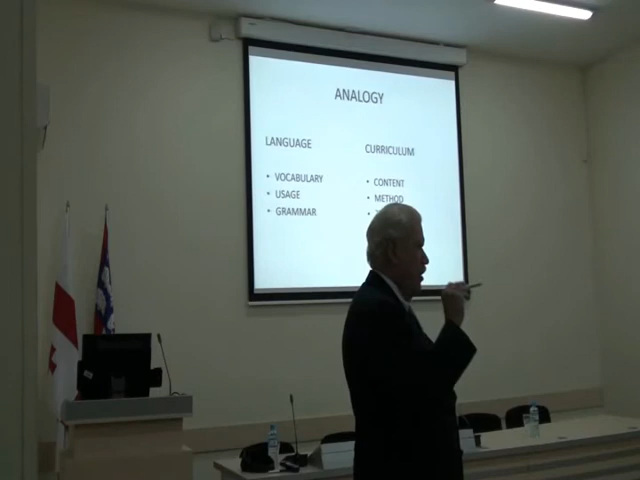 ANALOGY
LANGUAGE
• VOCABULARY
• USAGE
• GRAMMAR
CURRICULUM
• CONTENT
• METHOD